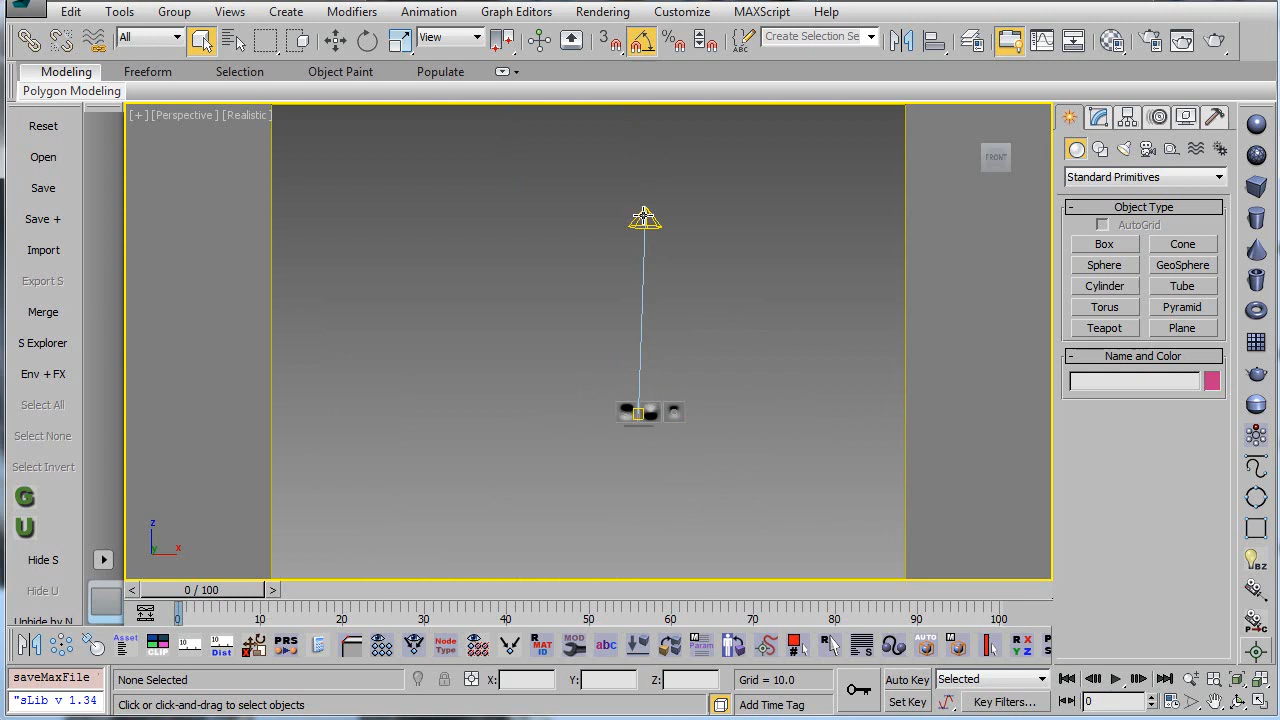 Edit Tools Group Views Create Modifiers Animation Graph Editors Rendering Customize MAXScript Help
All View 3 Create Selection Se
Modeling Freeform Selection Object Paint Populate
Polygon Modeling
[+][Perspective][Realistic]
FRONT
Reset
Open
Save
Save +
Import
Export S
Merge
S Explorer
Env + FX
Select All
Select None
Select Invert
G
U
Hide S
Hide U
Unhide by N
z
x
y
Standard Primitives
- Object Type
AutoGrid
Box Cone
Sphere GeoSphere
Cylinder Tube
Torus Pyramid
Teapot Plane
- Name and Color
BZ
P>C
< 0 / 100 >
0 10 20 30 40 50 60 70 80 90 100
Asset CLIP 10 10 Dist PRS Node Type R MAT ID MOD abc M Param R AUTO M R X Y Z P S
saveMaxFile
"sLib v 1.34
None Selected X: Y: Z: Grid = 10.0 Auto Key Selected
Click or click-and-drag to select objects Add Time Tag Set Key Key Filters... 0